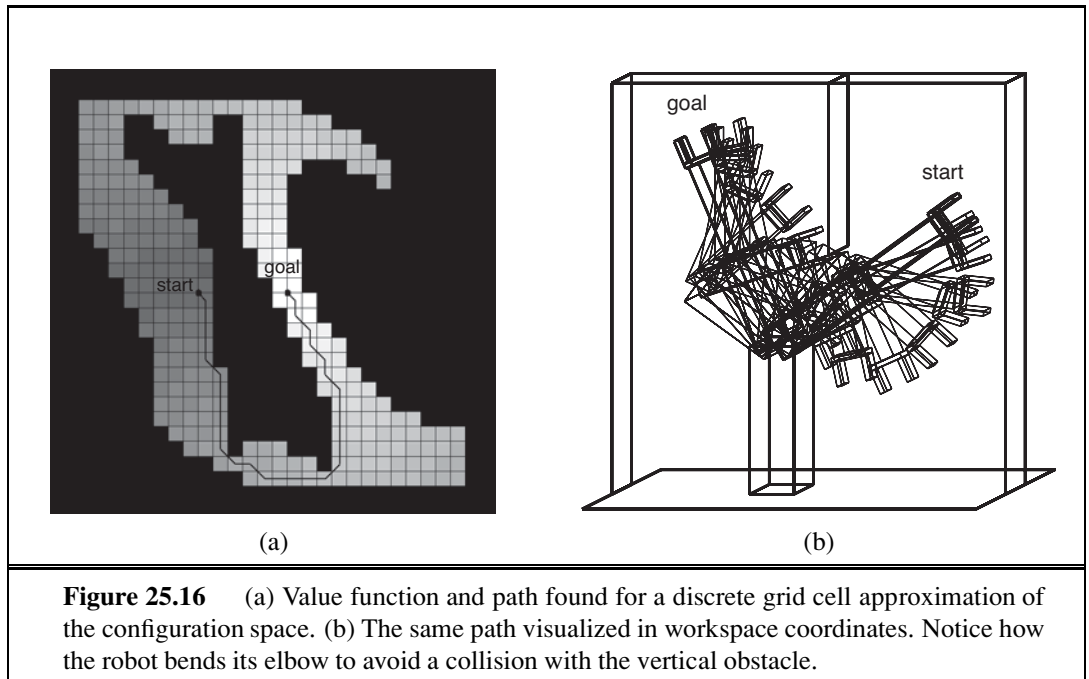 start
goal
goal
start
(a)
(b)
Figure 25.16 (a) Value function and path found for a discrete grid cell approximation of
the configuration space. (b) The same path visualized in workspace coordinates. Notice how
the robot bends its elbow to avoid a collision with the vertical obstacle.